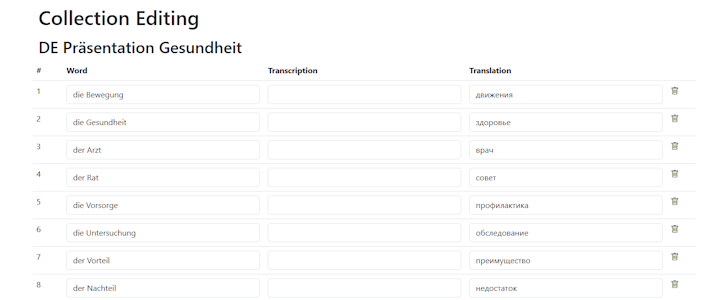 Collection Editing
DE Präsentation Gesundheit
# Word Transcription Translation
1 die Bewegung движения
2 die Gesundheit здоровье
3 der Arzt врач
4 der Rat совет
5 die Vorsorge профилактика
6 die Untersuchung обследование
7 der Vorteil преимущество
8 der Nachteil недостаток